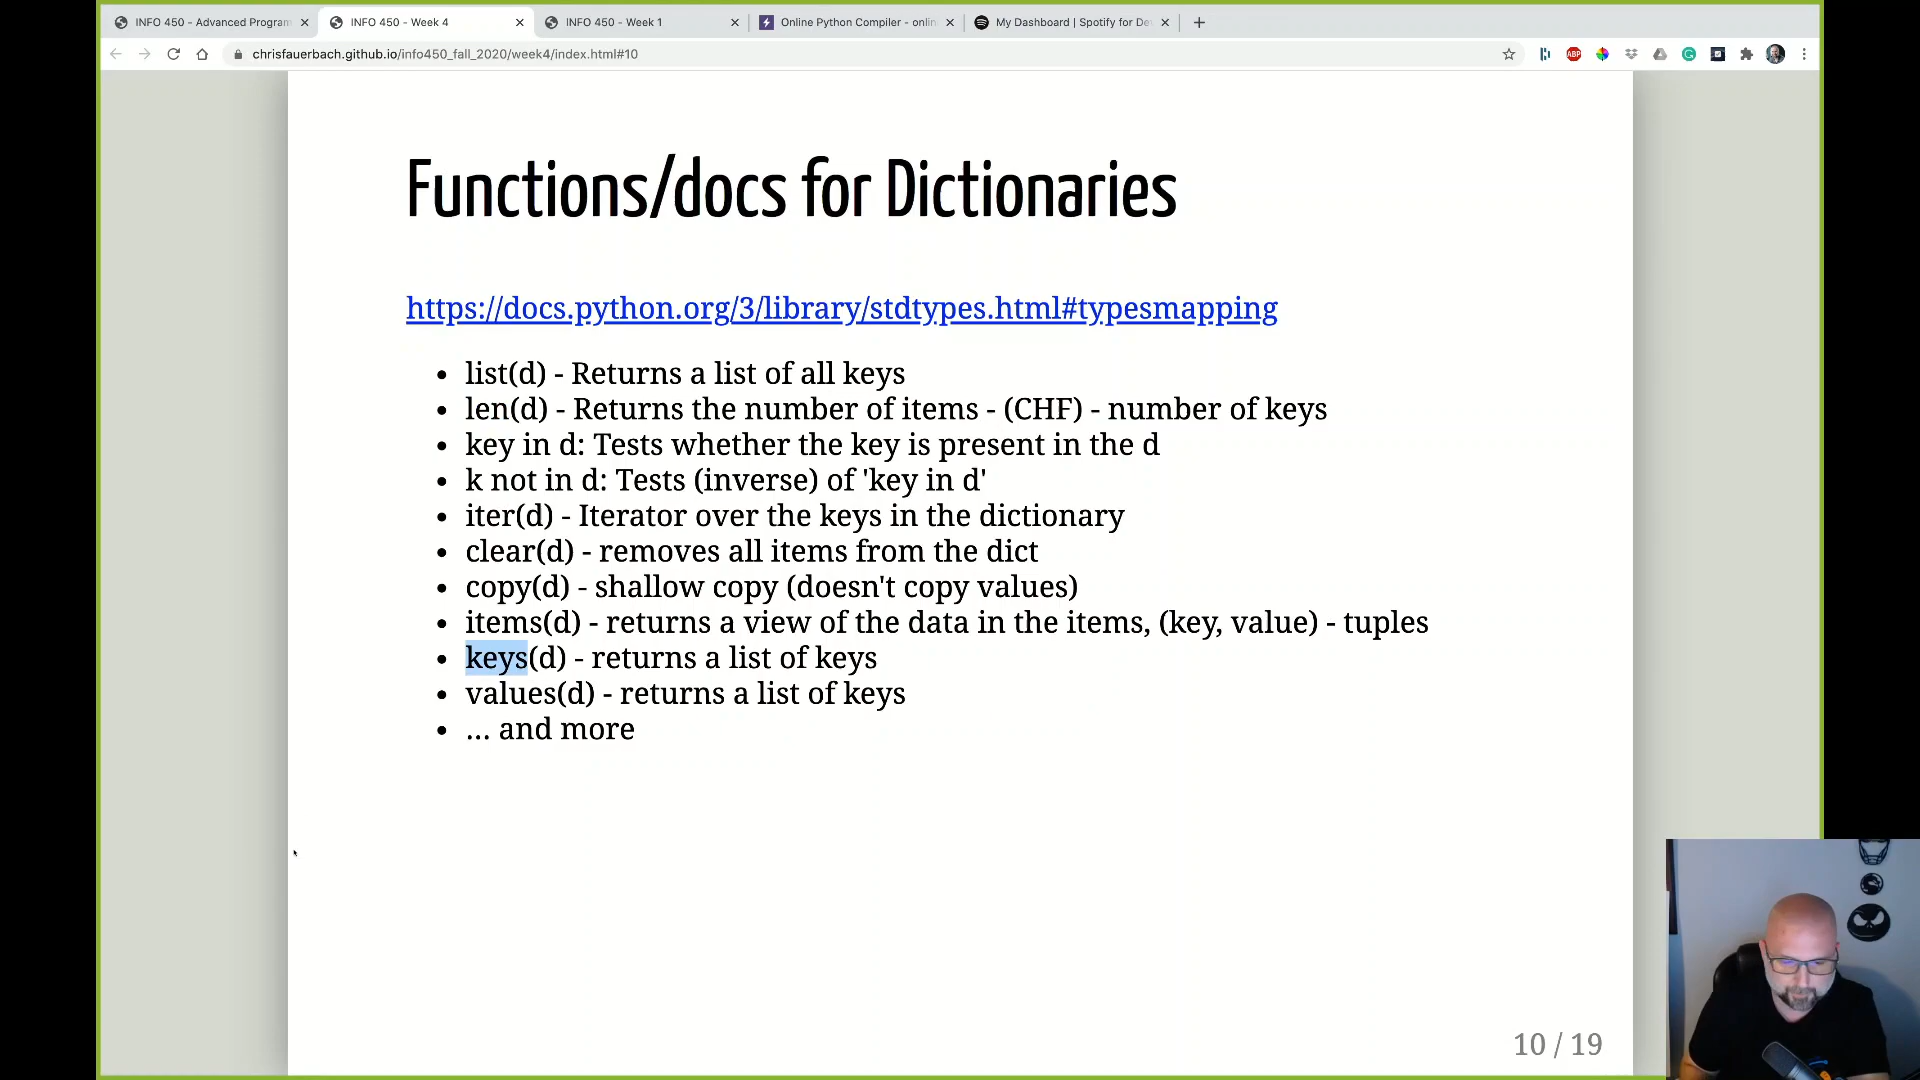 INFO 450 - Advanced Program
INFO 450 - Week 4
INFO 450 - Week 1
Online Python Compiler - onlin
My Dashboard | Spotify for De
chrisfauerbach.github.io/info450_fall_2020/week4/index.html#10
ABP
Functions/docs for Dictionaries
https://docs.python.org/3/library/stdtypes.html#typesmapping
• list(d) - Returns a list of all keys
• len(d) - Returns the number of items - (CHF) - number of keys
• key in d: Tests whether the key is present in the d
• k not in d: Tests (inverse) of 'key in d'
• iter(d) - Iterator over the keys in the dictionary
• clear(d) - removes all items from the dict
• copy(d) - shallow copy (doesn't copy values)
• items(d) - returns a view of the data in the items, (key, value) - tuples
• keys(d) - returns a list of keys
• values(d) - returns a list of keys
• ... and more
10 / 19